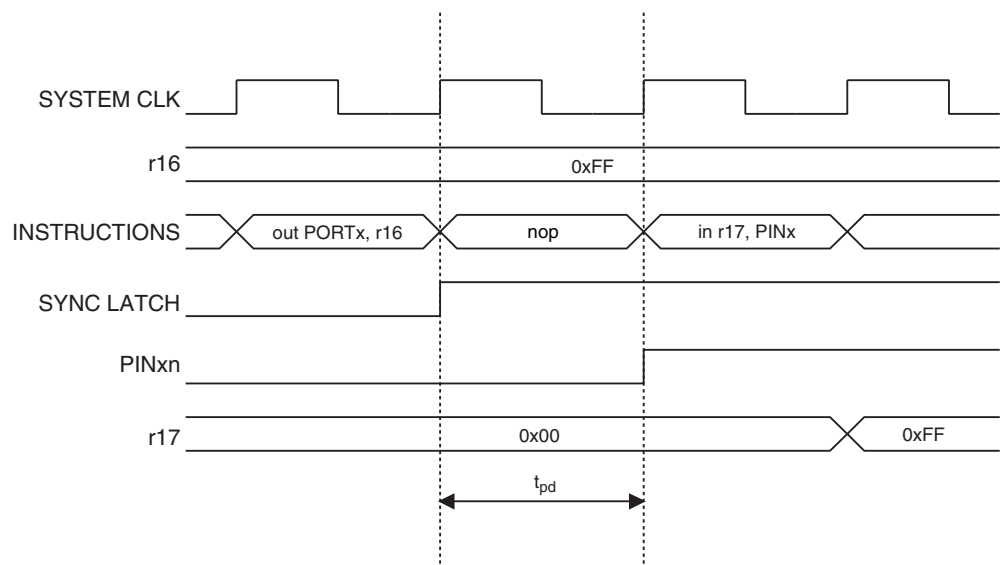 SYSTEM CLK
r16
0xFF
INSTRUCTIONS
out PORTx, r16
nop
in r17, PINx
SYNC LATCH
PINxn
r17
0x00
0xFF
tpd